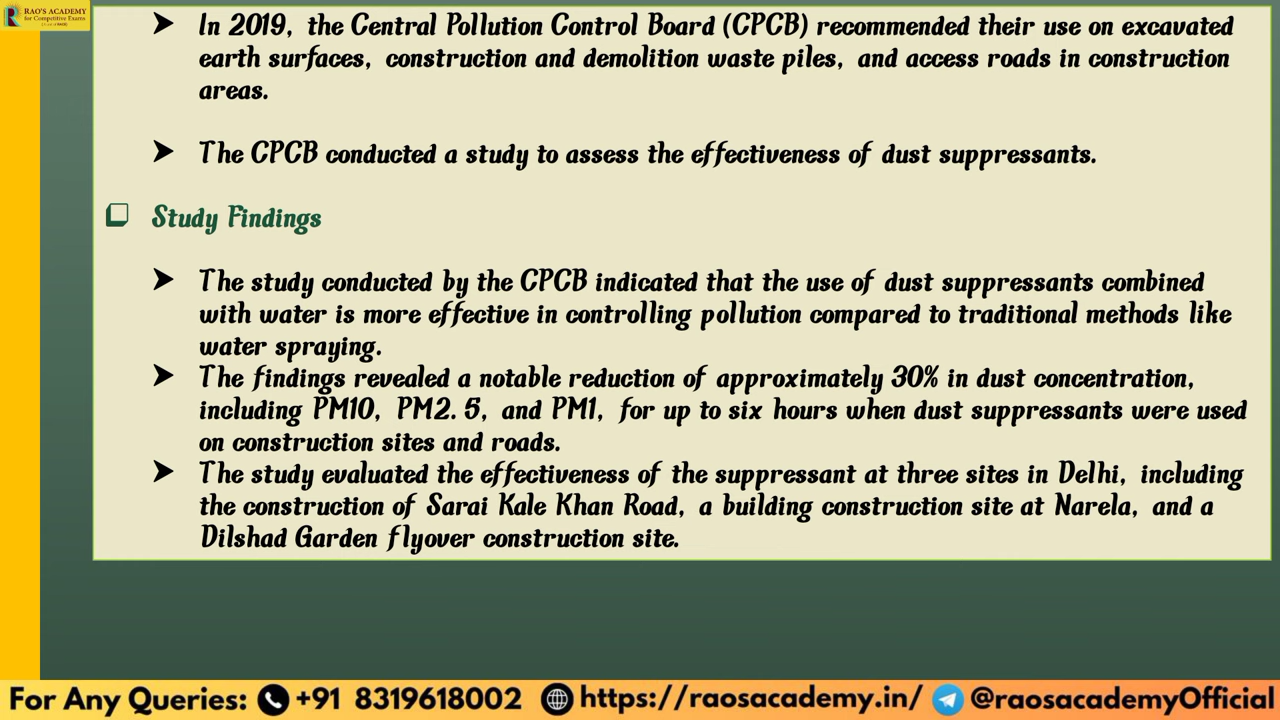 RAO'S ACADEMY
for Competitive Exams
In 2019, the Central Pollution Control Board (CPCB) recommended their use on excavated
earth surfaces, construction and demolition waste piles, and access roads in construction
areas.
The CPCB conducted a study to assess the effectiveness of dust suppressants.
Study Findings
The study conducted by the CPCB indicated that the use of dust suppressants combined
with water is more effective in controlling pollution compared to traditional methods like
water spraying.
The findings revealed a notable reduction of approximately 30% in dust concentration,
including PM10, PM2. 5, and PM1, for up to six hours when dust suppressants were used
on construction sites and roads.
The study evaluated the effectiveness of the suppressant at three sites in Delhi, including
the construction of Sarai Kale Khan Road, a building construction site at Narela, and a
Dilshad Garden flyover construction site.
For Any Queries: +91 8319618002 https://raosacademy.in/ @raosacademyOfficial